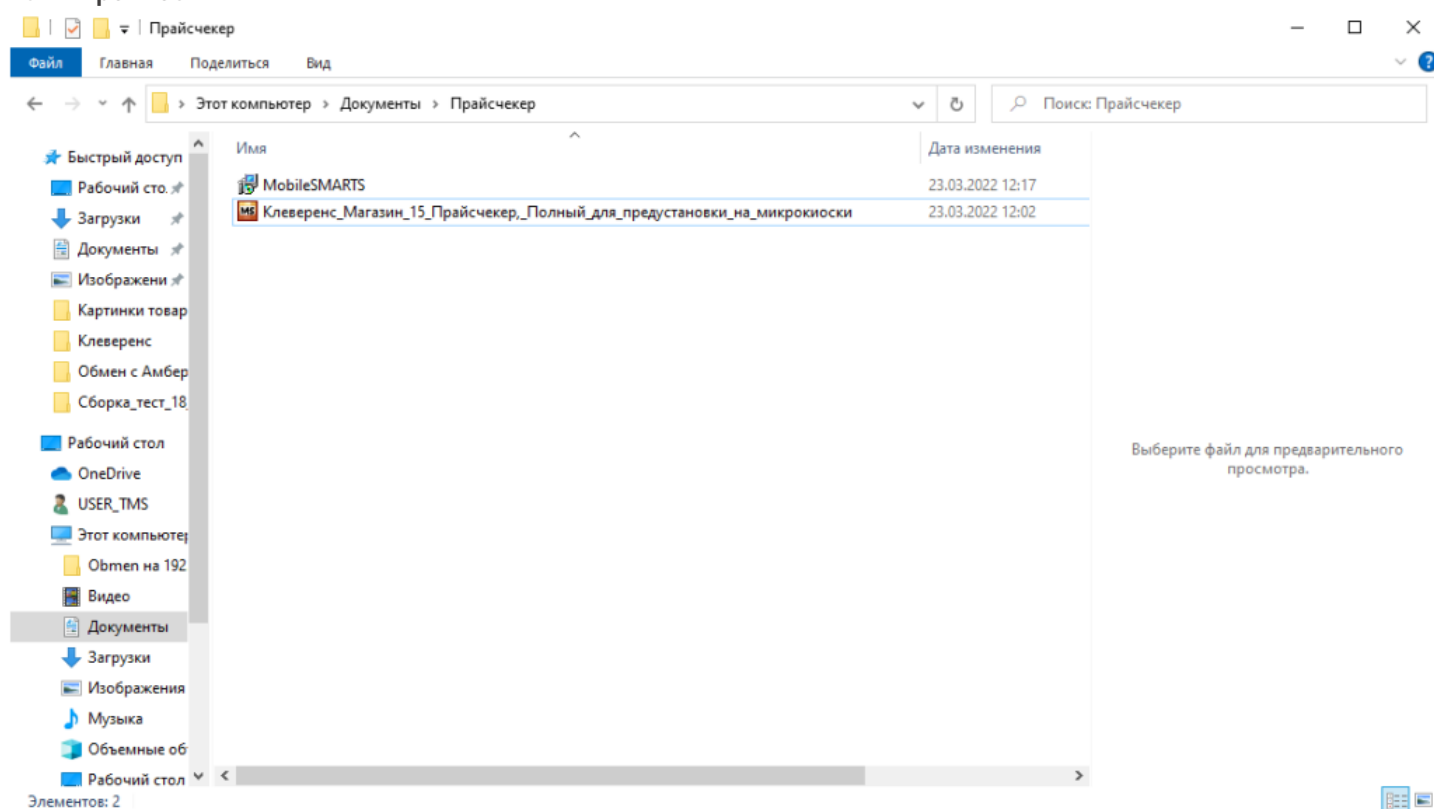 Прайсчекер
Файл Главная Поделиться Вид
Этот компьютер › Документы › Прайсчекер
Поиск: Прайсчекер
Имя Дата изменения
MobileSMARTS 23.03.2022 12:17
Клеверенс_Магазин_15_Прайсчекер,_Полный_для_предустановки_на_микрокиоски 23.03.2022 12:02
Быстрый доступ
Рабочий сто.
Загрузки
Документы
Изображени
Картинки товар
Клеверенс
Обмен с Амбер
Сборка_тест_18_
Рабочий стол
OneDrive
USER_TMS
Этот компьютер
Obmen на 192
Видео
Документы
Загрузки
Изображения
Музыка
Объемные об
Рабочий стол
Выберите файл для предварительного
просмотра.
Элементов: 2